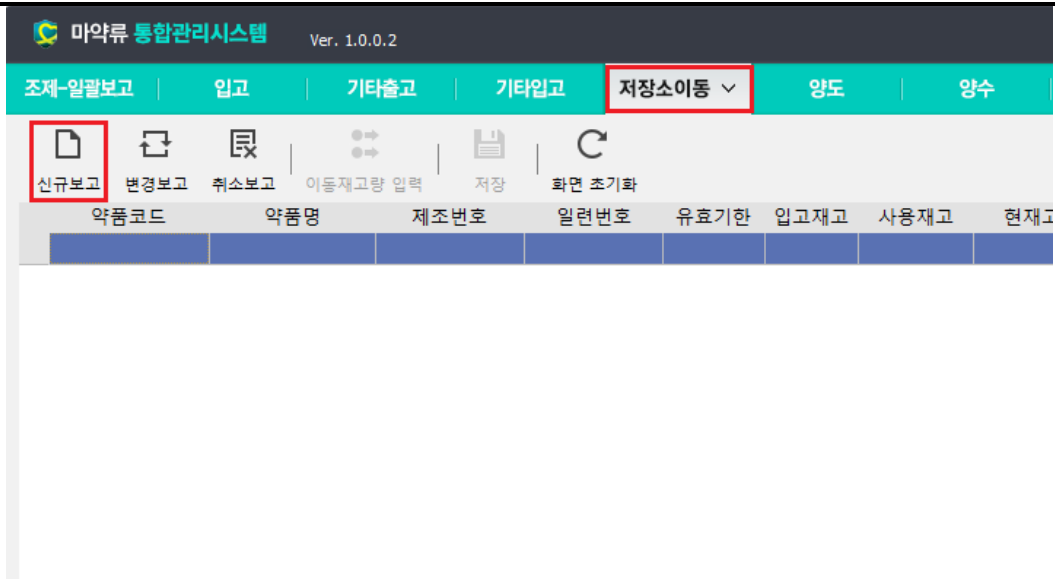 마약류 통합관리시스템 Ver. 1.0.0.2
조제-일괄보고 입고 기타출고 기타입고 저장소이동 양도 양수
신규보고 변경보고 취소보고 이동재고량 입력 저장 화면 초기화
약품코드 약품명 제조번호 일련번호 유효기한 입고재고 사용재고 현재고